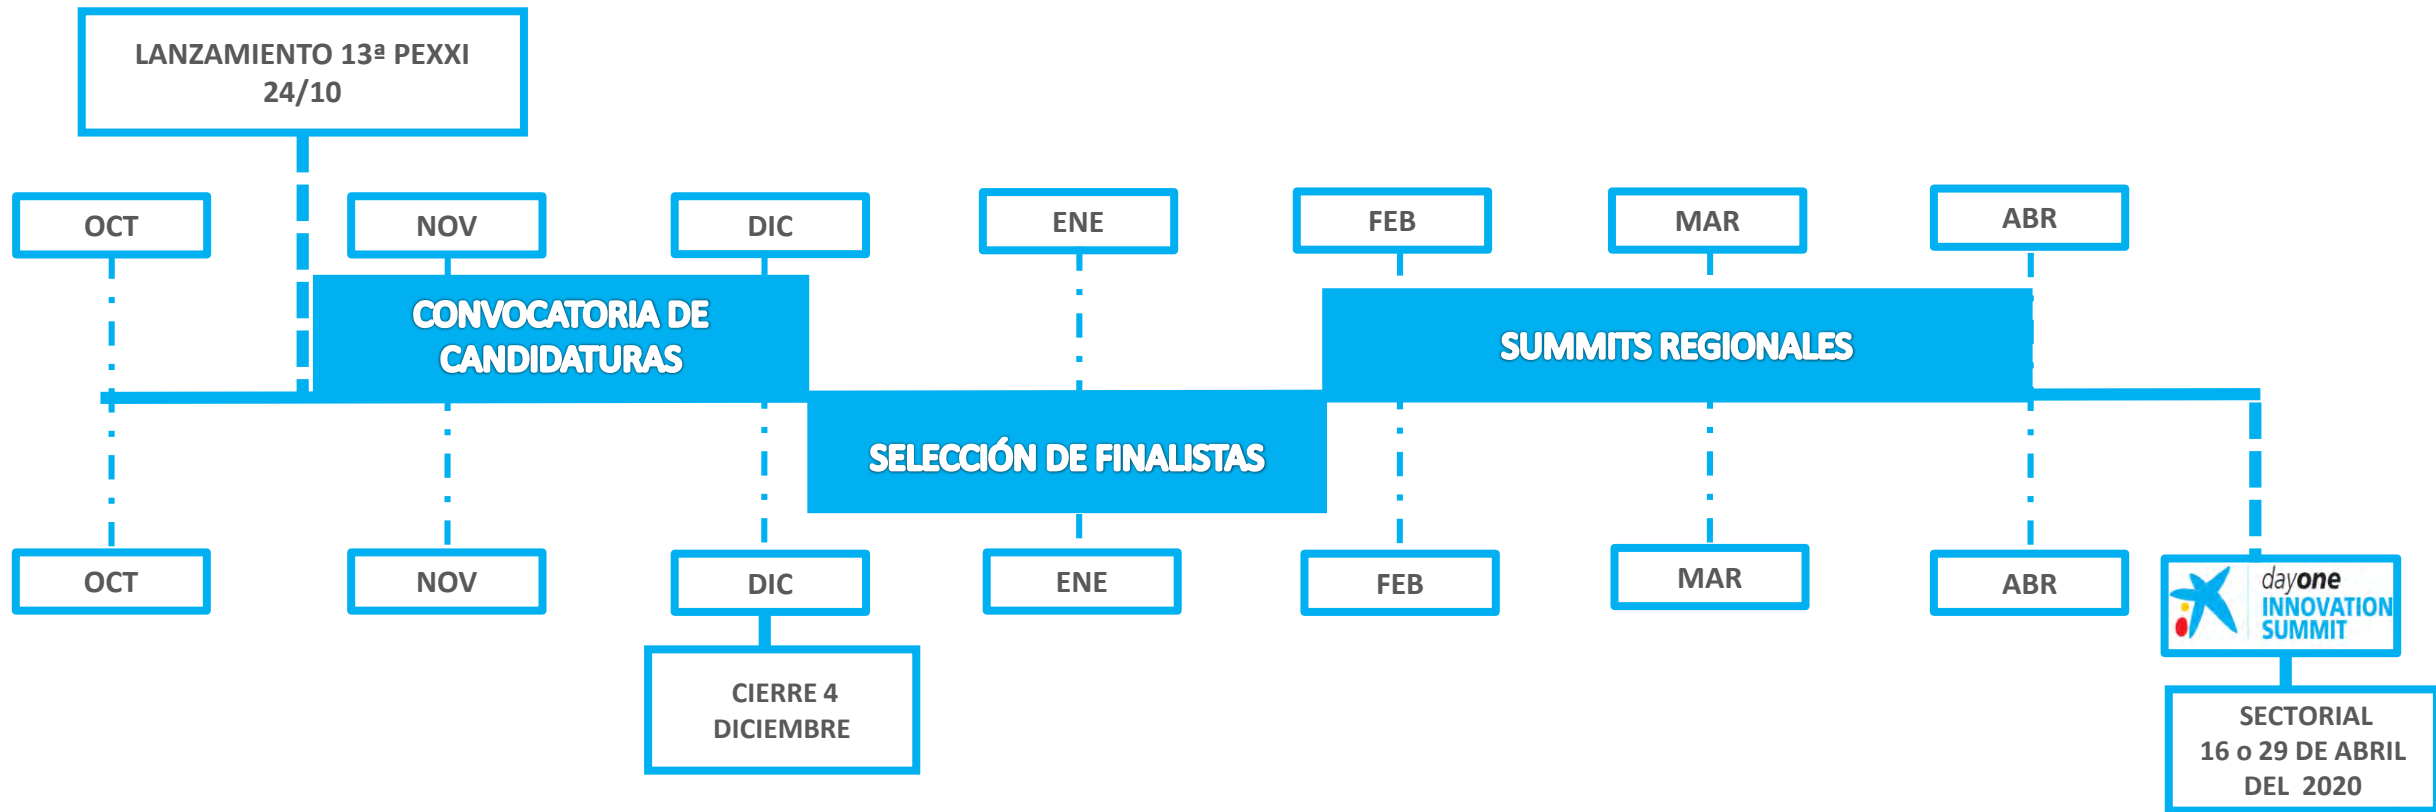 LANZAMIENTO 13ª PEXXI
24/10
OCT
NOV
DIC
ENE
FEB
MAR
ABR
CONVOCATORIA DE
CANDIDATURAS
SUMMITS REGIONALES
SELECCIÓN DE FINALISTAS
OCT
NOV
DIC
ENE
FEB
MAR
ABR
dayone
INNOVATION
SUMMIT
CIERRE 4
DICIEMBRE
SECTORIAL
16 o 29 DE ABRIL
DEL 2020